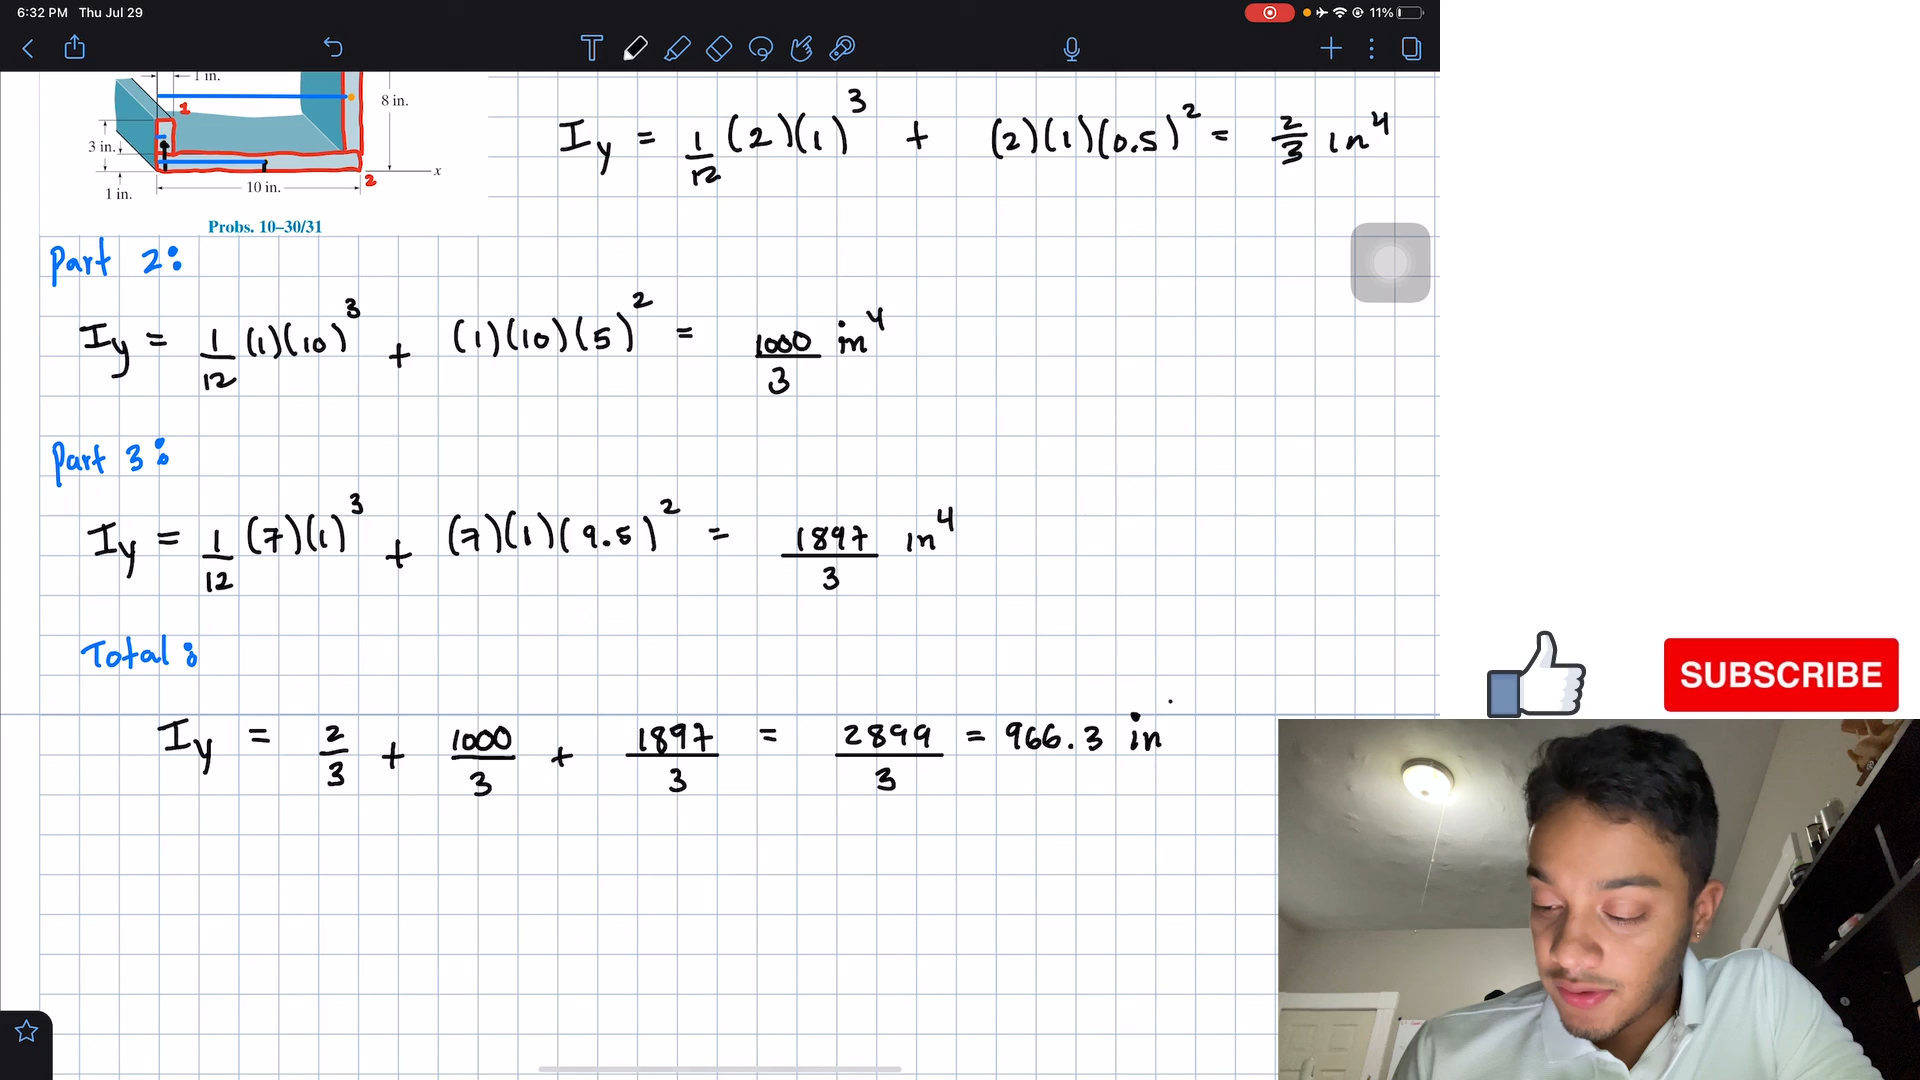 6:32 PM Thu Jul 29
11%
1 in.
8 in.
1
3 in.
x
2
10 in.
1 in.
Probs. 10–30/31
Iy = 1/12 (2)(1)^3 + (2)(1)(0.5)^2 = 2/3 in^4
Part 2:
Iy = 1/12 (1)(10)^3 + (1)(10)(5)^2 = 1000/3 in^4
Part 3:
Iy = 1/12 (7)(1)^3 + (7)(1)(9.5)^2 = 1897/3 in^4
Total:
Iy = 2/3 + 1000/3 + 1897/3 = 2899/3 = 966.3 in
SUBSCRIBE